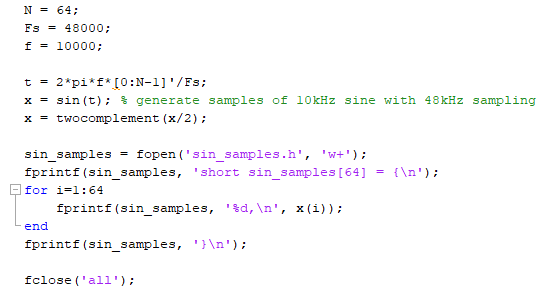 N = 64;
Fs = 48000;
f = 10000;
t = 2*pi*f*[0:N-1]'/Fs;
x = sin(t); % generate samples of 10kHz sine with 48kHz sampling
x = twocomplement(x/2);
sin_samples = fopen('sin_samples.h', 'w+');
fprintf(sin_samples, 'short sin_samples[64] = {\n');
for i=1:64
    fprintf(sin_samples, '%d,\n', x(i));
end
fprintf(sin_samples, '}\n');
fclose('all');